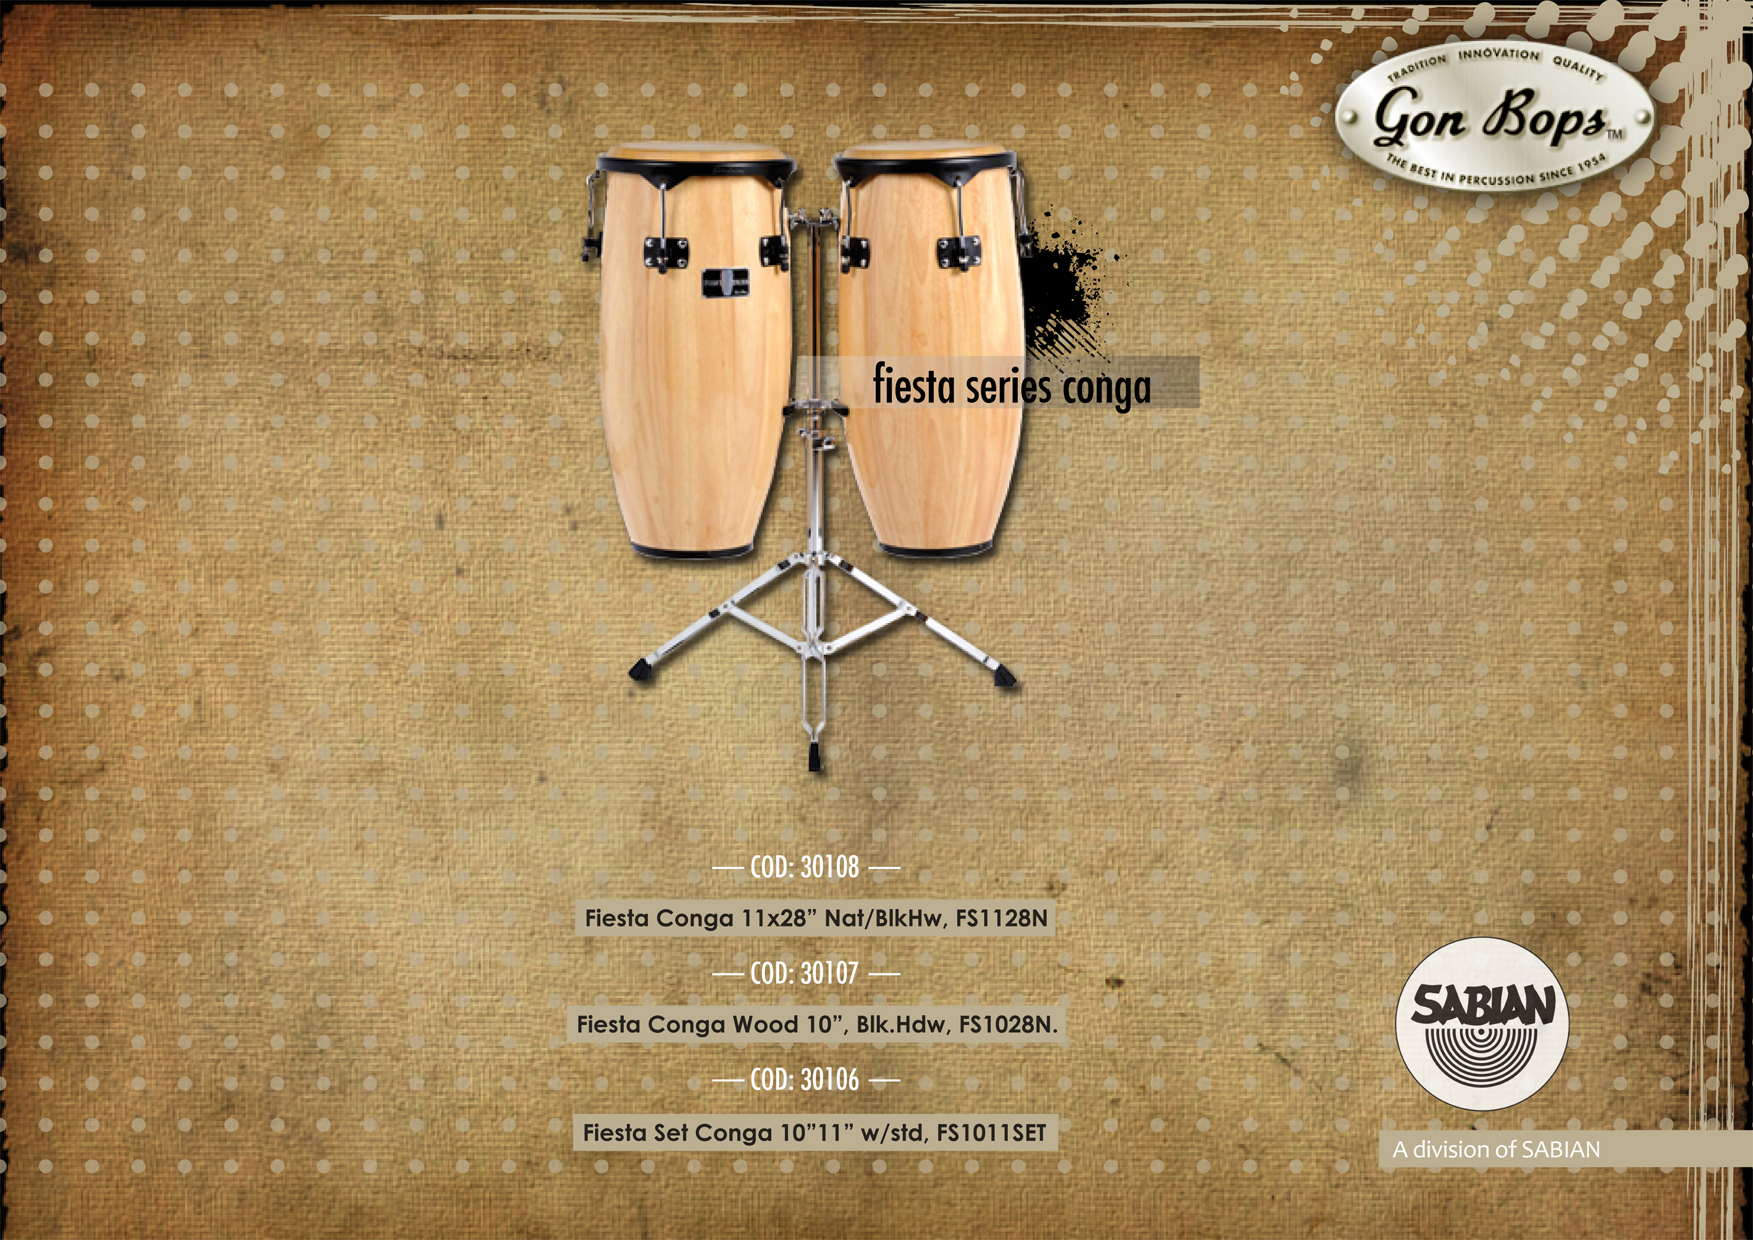 TRADITION INNOVATION QUALITY
Gon Bops TM
THE BEST IN PERCUSSION SINCE 1954
fiesta series conga
COD: 30108
Fiesta Conga 11x28” Nat/BlkHw, FS1128N
COD: 30107
Fiesta Conga Wood 10”, Blk.Hdw, FS1028N.
COD: 30106
Fiesta Set Conga 10”11” w/std, FS1011SET
SABIAN
A division of SABIAN